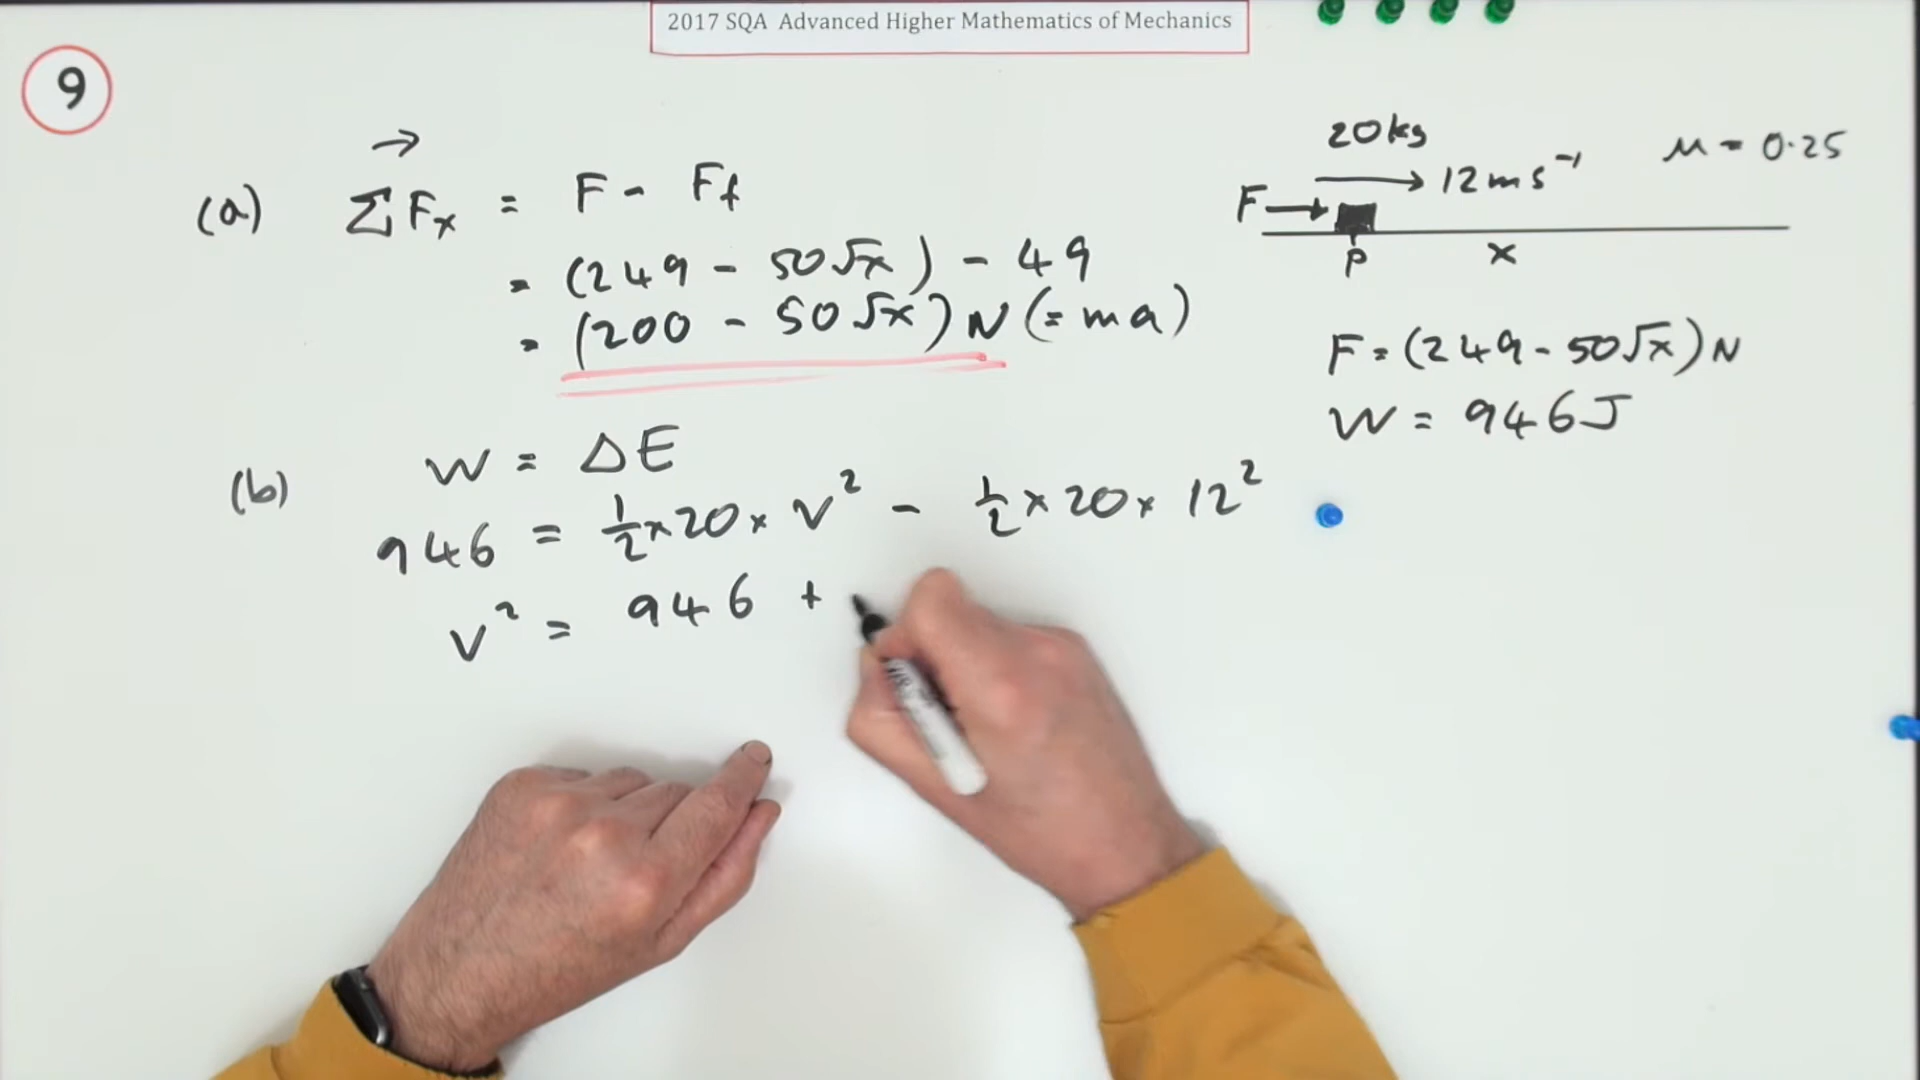 2017 SQA Advanced Higher Mathematics of Mechanics
9
(a) →
ΣFx = F - Ff
= (249 - 50√x) - 49
= (200 - 50√x) N (= ma)
(b) W = ΔE
946 = ½ × 20 × v² - ½ × 20 × 12²
v² = 946 +
20kg
→ 12ms⁻¹ μ = 0.25
F →
P x
F = (249 - 50√x) N
W = 946J